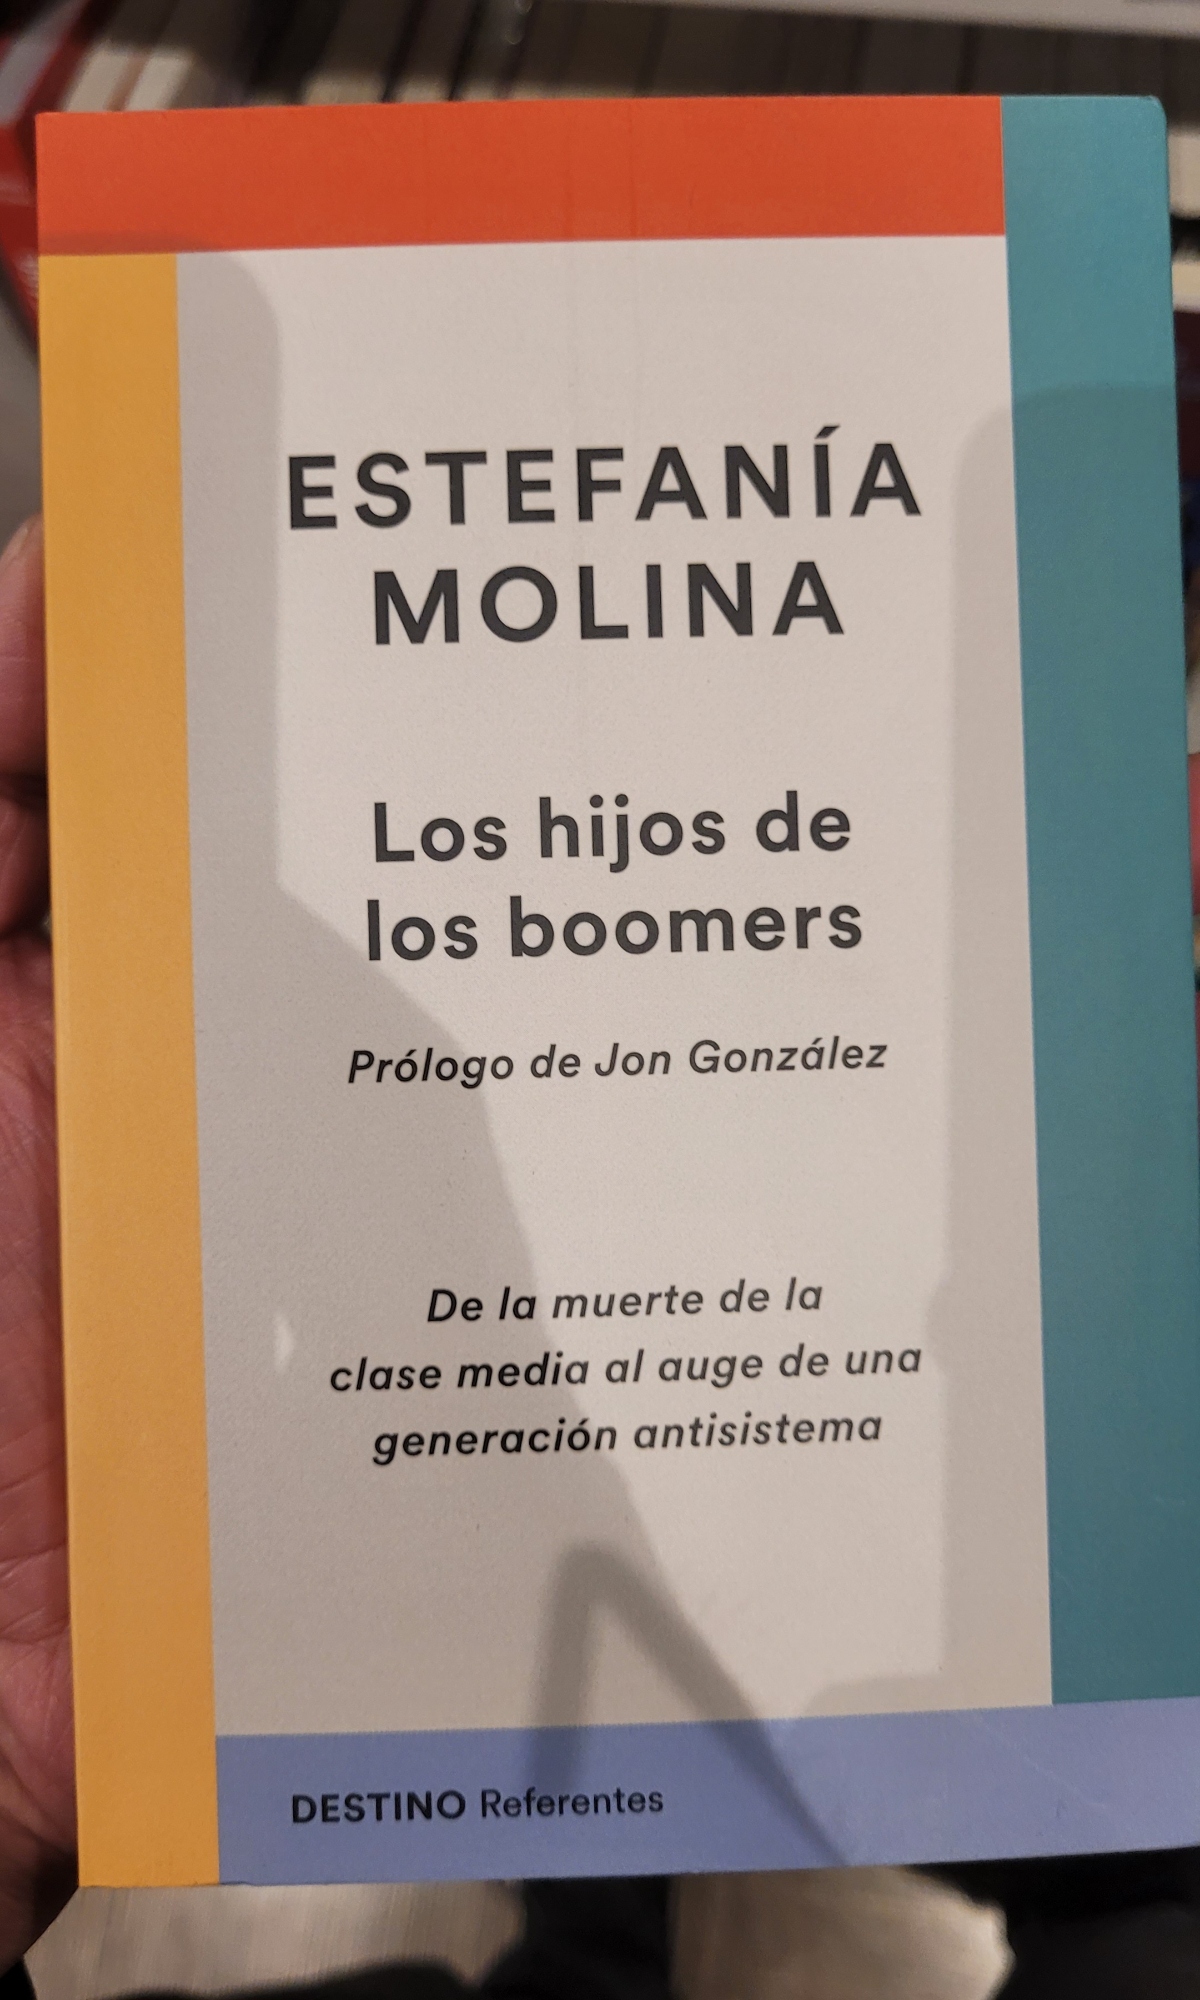 ESTEFANÍA
MOLINA
Los hijos de
los boomers
Prólogo de Jon González
De la muerte de la
clase media al auge de una
generación antisistema
DESTINO Referentes